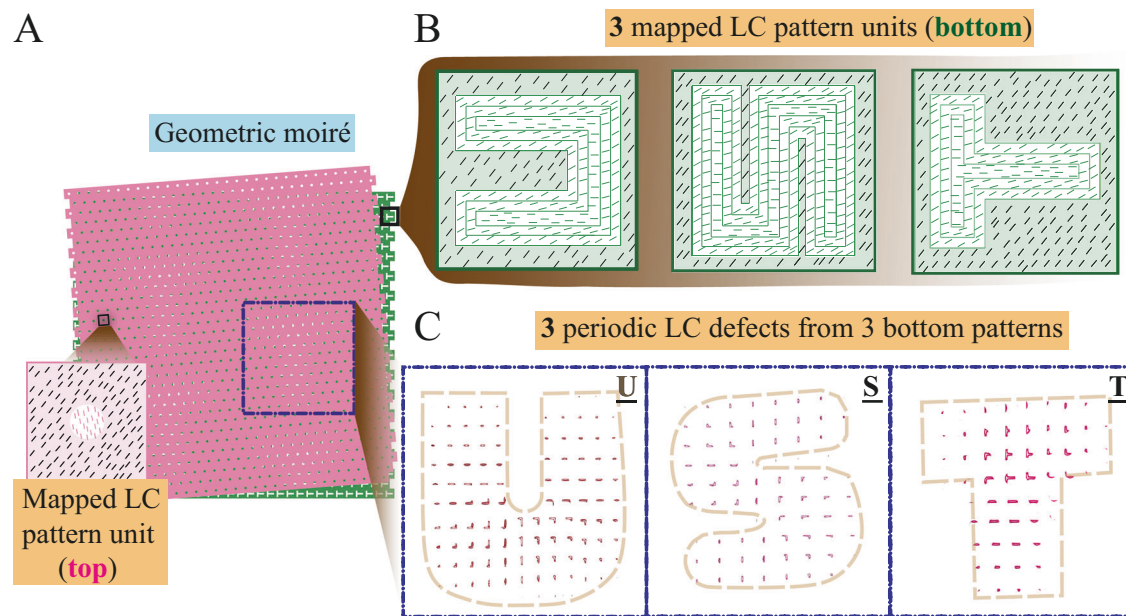 A
Geometric moiré
Mapped LC
pattern unit
(top)
B
3 mapped LC pattern units (bottom)
C
3 periodic LC defects from 3 bottom patterns
U
S
T